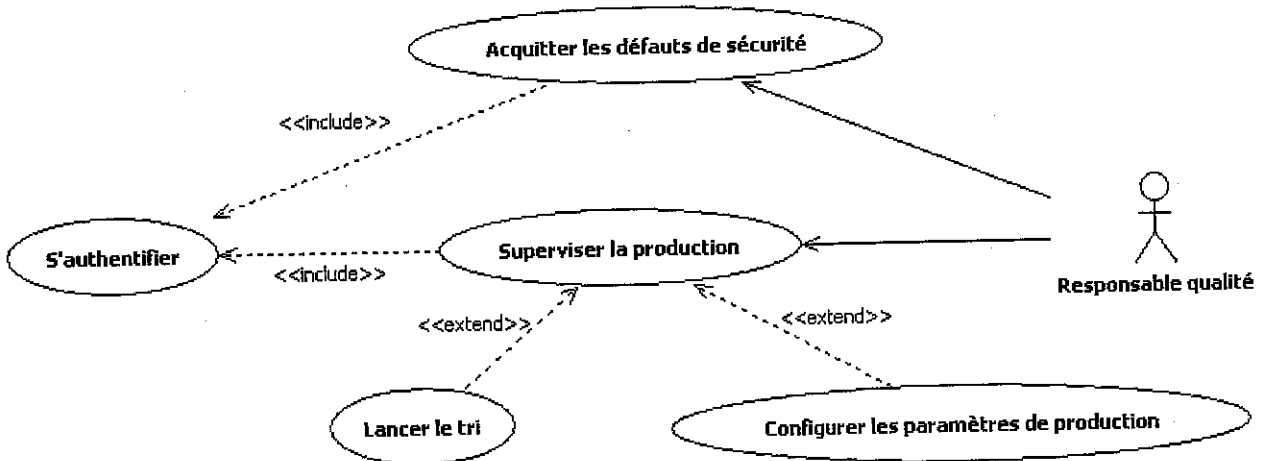 Acquitter les défauts de sécurité
<<include>>
S'authentifier
Superviser la production
<<include>>
Responsable qualité
<<extend>>
<<extend>>
Lancer le tri
Configurer les paramètres de production